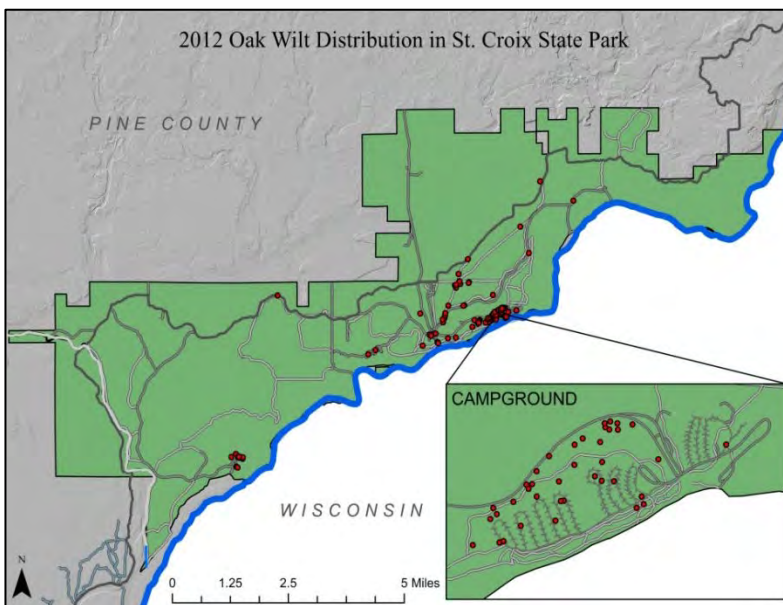 2012 Oak Wilt Distribution in St. Croix State Park
PINE COUNTY
CAMPGROUND
WISCONSIN
N
0 1.25 2.5 5 Miles